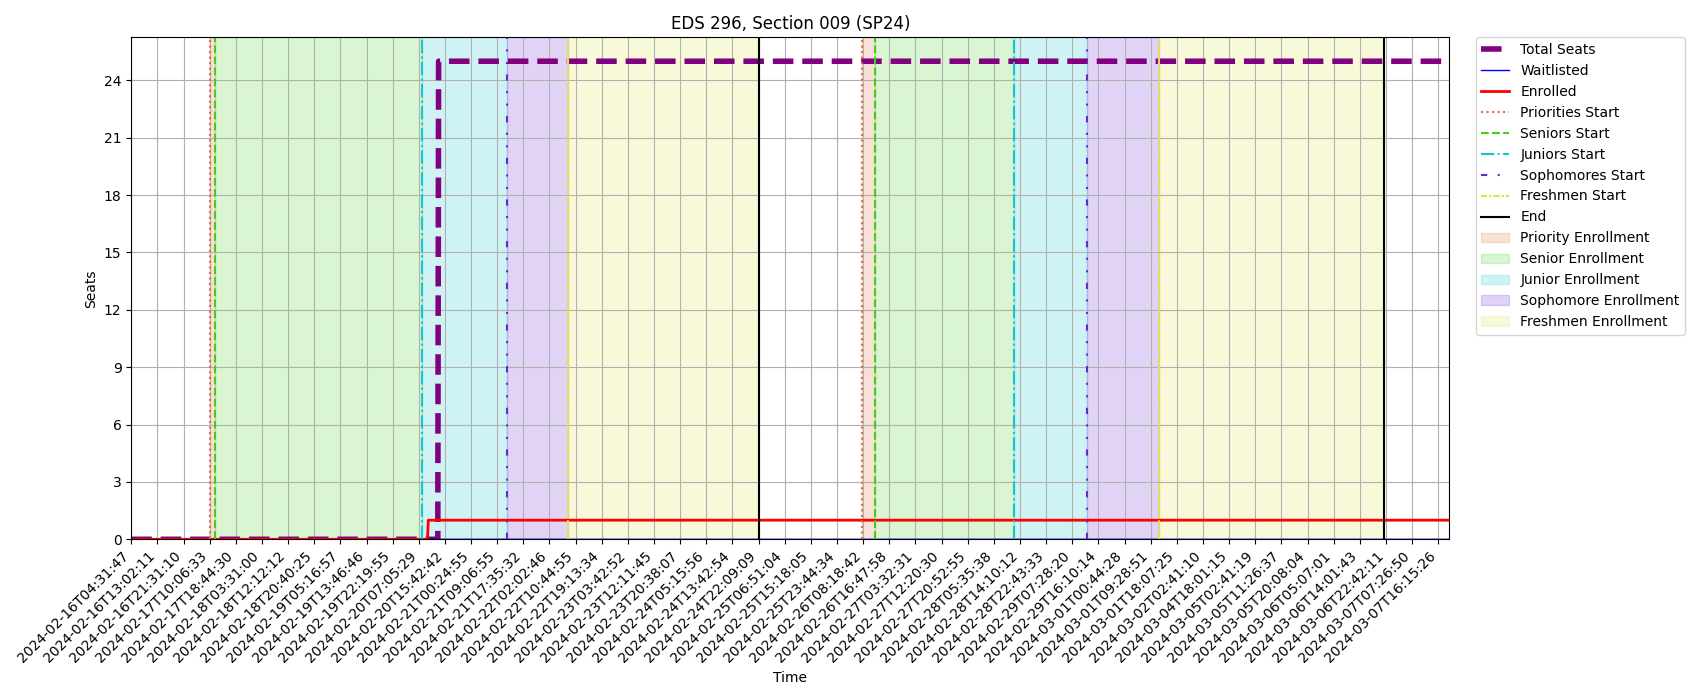 EDS 296, Section 009 (SP24)
Seats
24
21
18
15
12
9
6
3
0
2024-02-16T04:31:47
2024-02-16T13:02:11
2024-02-16T21:31:10
2024-02-17T10:06:33
2024-02-17T18:44:30
2024-02-18T03:31:00
2024-02-18T12:12:12
2024-02-18T20:40:25
2024-02-19T05:16:57
2024-02-19T13:46:46
2024-02-19T22:19:55
2024-02-20T07:05:29
2024-02-20T15:42:42
2024-02-21T00:24:55
2024-02-21T09:06:55
2024-02-21T17:35:32
2024-02-22T02:02:46
2024-02-22T10:44:55
2024-02-22T19:13:34
2024-02-23T03:42:52
2024-02-23T12:11:45
2024-02-23T20:38:07
2024-02-24T05:15:56
2024-02-24T13:42:54
2024-02-24T22:09:09
2024-02-25T06:51:04
2024-02-25T15:18:05
2024-02-25T23:44:34
2024-02-26T08:18:42
2024-02-26T16:47:58
2024-02-27T03:32:31
2024-02-27T12:20:30
2024-02-27T20:52:55
2024-02-28T05:35:38
2024-02-28T14:10:12
2024-02-28T22:43:33
2024-02-29T07:28:20
2024-02-29T16:10:14
2024-03-01T00:44:28
2024-03-01T09:28:51
2024-03-01T18:07:25
2024-03-02T02:41:10
2024-03-04T18:01:15
2024-03-05T02:41:19
2024-03-05T11:26:37
2024-03-05T20:08:04
2024-03-06T05:07:01
2024-03-06T14:01:43
2024-03-06T22:42:11
2024-03-07T07:26:50
2024-03-07T16:15:26
Time
Total Seats
Waitlisted
Enrolled
Priorities Start
Seniors Start
Juniors Start
Sophomores Start
Freshmen Start
End
Priority Enrollment
Senior Enrollment
Junior Enrollment
Sophomore Enrollment
Freshmen Enrollment